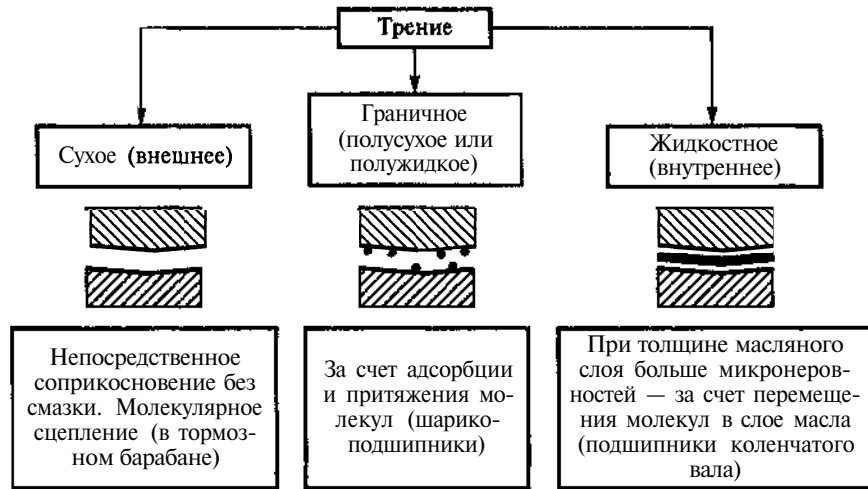 Трение
Сухое (внешнее)
Граничное
(полусухое или
полужидкое)
Жидкостное
(внутреннее)
Непосредственное
соприкосновение без
смазки. Молекулярное
сцепление (в тормоз-
ном барабане)
За счет адсорбции
и притяжения мо-
лекул (шарико-
подшипники)
При толщине масляного
слоя больше микронеров-
ностей — за счет перемеще-
ния молекул в слое масла
(подшипники коленчатого
вала)